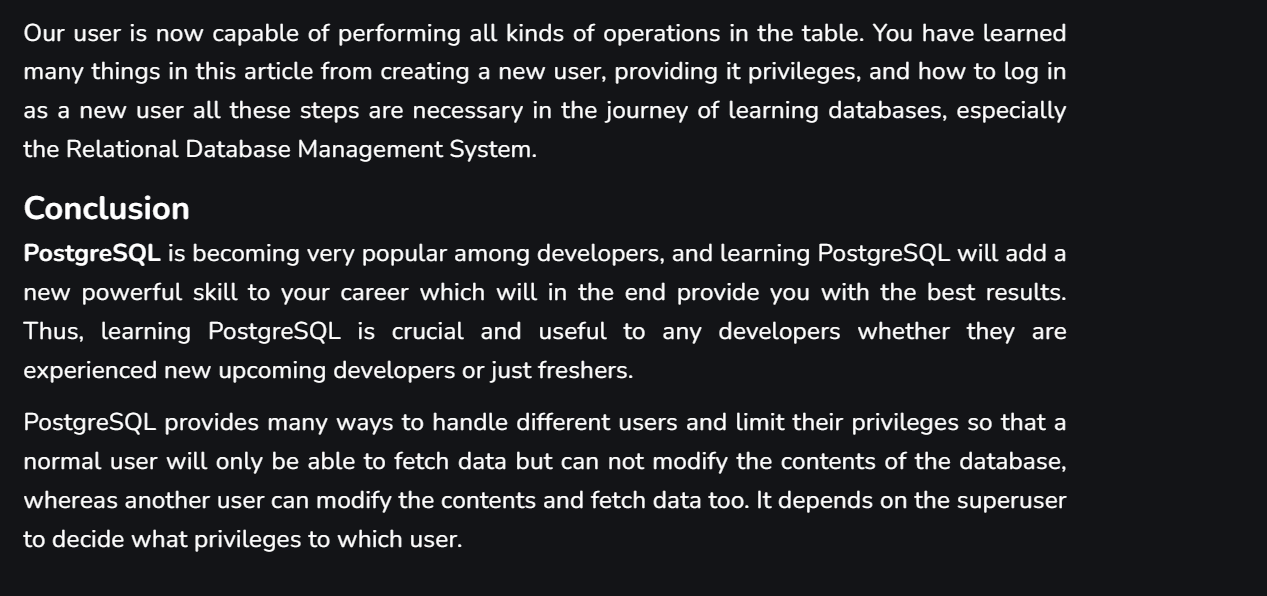 Our user is now capable of performing all kinds of operations in the table. You have learned
many things in this article from creating a new user, providing it privileges, and how to log in
as a new user all these steps are necessary in the journey of learning databases, especially
the Relational Database Management System.
Conclusion
PostgreSQL is becoming very popular among developers, and learning PostgreSQL will add a
new powerful skill to your career which will in the end provide you with the best results.
Thus, learning PostgreSQL is crucial and useful to any developers whether they are
experienced new upcoming developers or just freshers.
PostgreSQL provides many ways to handle different users and limit their privileges so that a
normal user will only be able to fetch data but can not modify the contents of the database,
whereas another user can modify the contents and fetch data too. It depends on the superuser
to decide what privileges to which user.